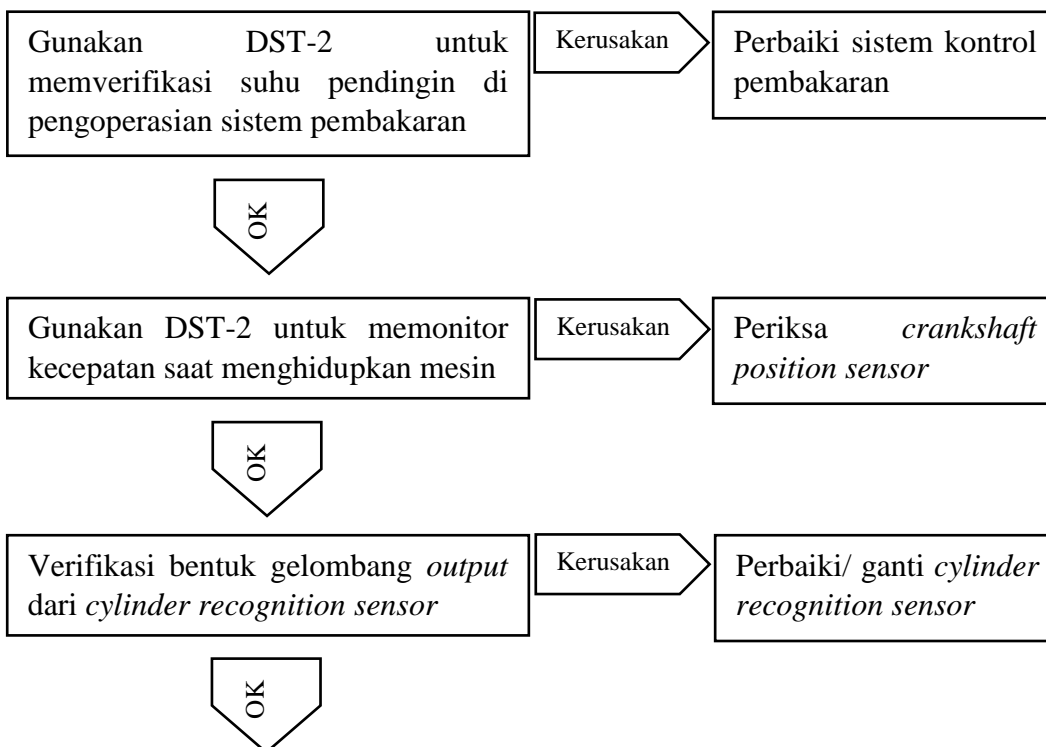 Gunakan DST-2 untuk
memverifikasi suhu pendingin di
pengoperasian sistem pembakaran
Kerusakan
Perbaiki sistem kontrol
pembakaran
OK
Gunakan DST-2 untuk memonitor
kecepatan saat menghidupkan mesin
Kerusakan
Periksa crankshaft
position sensor
OK
Verifikasi bentuk gelombang output
dari cylinder recognition sensor
Kerusakan
Perbaiki/ ganti cylinder
recognition sensor
OK